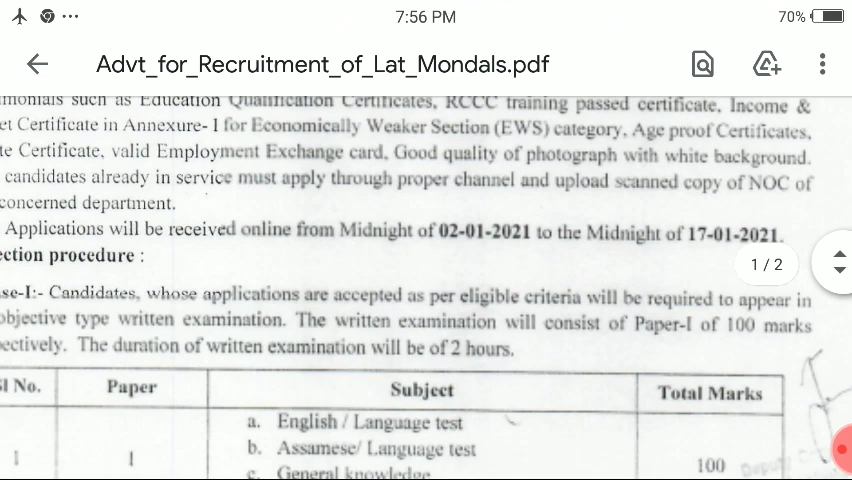 7:56 PM
70%
Advt_for_Recruitment_of_Lat_Mondals.pdf
such as Education Qualification Certificates, RCCC training passed certificate, Income &
et Certificate in Annexure- I for Economically Weaker Section (EWS) category, Age proof Certificates,
te Certificate, valid Employment Exchange card, Good quality of photograph with white background.
candidates already in service must apply through proper channel and upload scanned copy of NOC of
concerned department.
Applications will be received online from Midnight of 02-01-2021 to the Midnight of 17-01-2021.
ction procedure :
1 / 2
se-I:- Candidates, whose applications are accepted as per eligible criteria will be required to appear in
objective type written examination. The written examination will consist of Paper-I of 100 marks
ectively. The duration of written examination will be of 2 hours.
Sl No. Paper Subject Total Marks
a. English / Language test
b. Assamese/ Language test
1 I 100
c. General knowledge